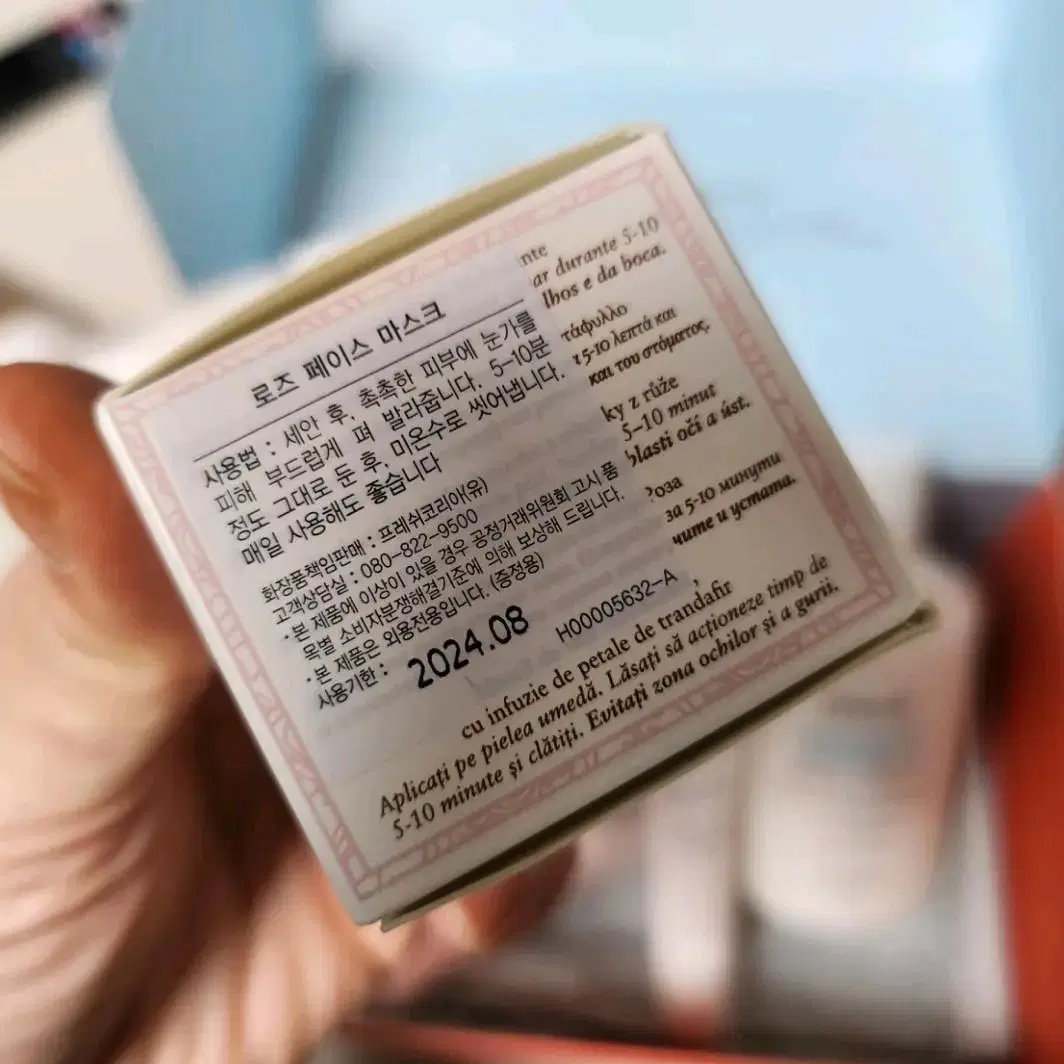 로즈 페이스 마스크
사용법 : 세안 후, 촉촉한 피부에 눈가를
피해 부드럽게 펴 발라줍니다. 5-10분
정도 그대로 둔 후, 미온수로 씻어냅니다.
매일 사용해도 좋습니다
화장품책임판매 : 프레쉬코리아(유)
고객상담실 : 080-822-9500
·본 제품에 이상이 있을 경우 공정거래위원회 고시 품
목별 소비자분쟁해결기준에 의해 보상해 드립니다.
·본 제품은 외용전용입니다. (증정용)
사용기한 : 2024.08
H00005632-A
nte
ar durante 5-10
lhos e da boca.
τάφυλλο
ι 5-10 λεπτά και
και του στόματος.
ky z růže
5-10 minut
blasti očí a úst.
Роза
за 5-10 минути
чите и устата.
cu infuzie de petale de trandafir
Aplicați pe pielea umedă. Lăsați să acționeze timp de
5-10 minute și clătiți. Evitați zona ochilor și a gurii.